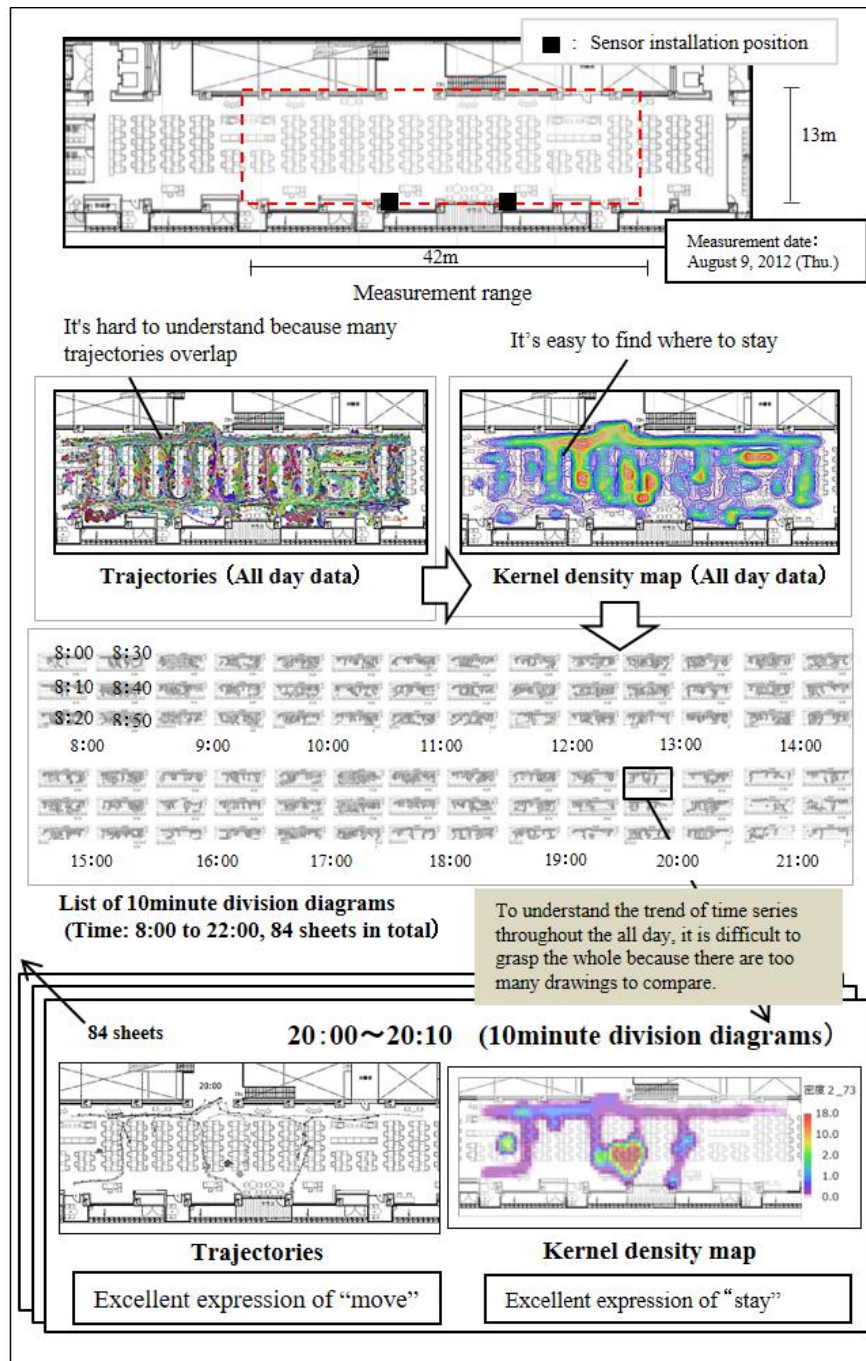 ■ : Sensor installation position
13m
Measurement date:
August 9, 2012 (Thu.)
42m
Measurement range
It's hard to understand because many
trajectories overlap
It's easy to find where to stay
Trajectories (All day data)
Kernel density map (All day data)
8:00 8:30
8:10 8:40
8:20 8:50
8:00 9:00 10:00 11:00 12:00 13:00 14:00
15:00 16:00 17:00 18:00 19:00 20:00 21:00
List of 10minute division diagrams
(Time: 8:00 to 22:00, 84 sheets in total)
To understand the trend of time series
throughout the all day, it is difficult to
grasp the whole because there are too
many drawings to compare.
84 sheets
20:00~20:10 (10minute division diagrams)
20:00
密度 2_73
18.0
10.0
2.0
1.0
0.0
Trajectories
Kernel density map
Excellent expression of "move"
Excellent expression of "stay"